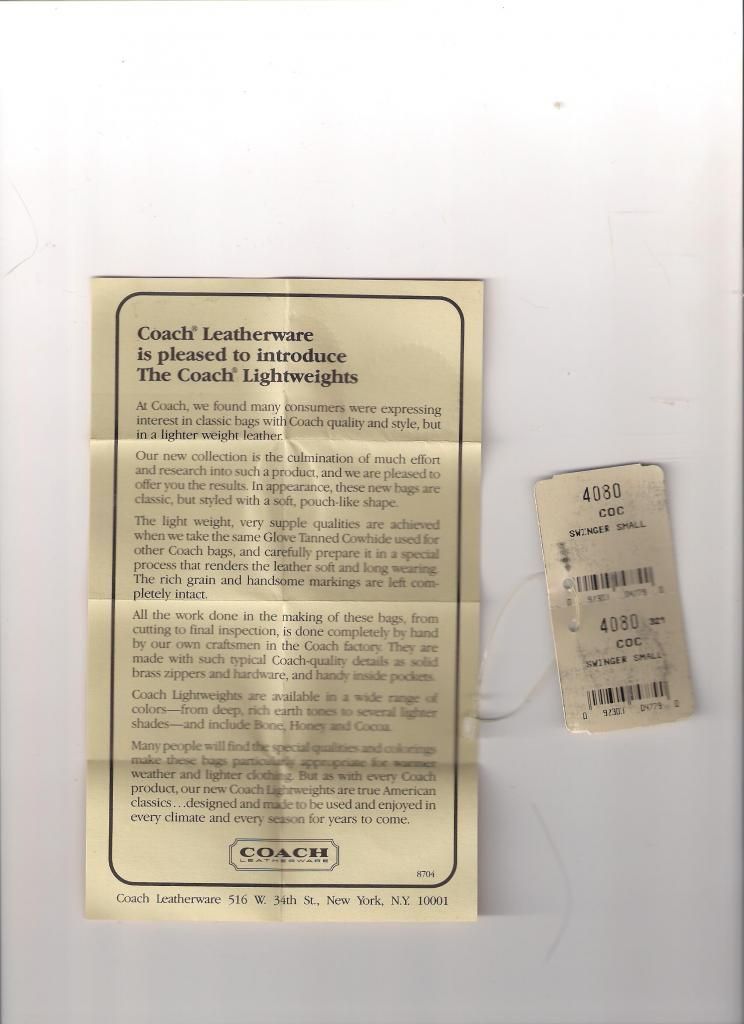 Coach® Leatherware
is pleased to introduce
The Coach® Lightweights
At Coach, we found many consumers were expressing
interest in classic bags with Coach quality and style, but
in a lighter weight leather.
Our new collection is the culmination of much effort
and research into such a product, and we are pleased to
offer you the results. In appearance, these new bags are
classic, but styled with a soft, pouch-like shape.
The light weight, very supple qualities are achieved
when we take the same Glove Tanned Cowhide used for
other Coach bags, and carefully prepare it in a special
process that renders the leather soft and long wearing.
The rich grain and handsome markings are left com-
pletely intact.
All the work done in the making of these bags, from
cutting to final inspection, is done completely by hand
by our own craftsmen in the Coach factory. They are
made with such typical Coach-quality details as solid
brass zippers and hardware, and handy inside pockets.
Coach Lightweights are available in a wide range of
colors—from deep, rich earth tones to several lighter
shades—and include Bone, Honey and Cocoa.
Many people will find the special qualities and colorings
make these bags particularly appropriate for warmer
weather and lighter clothing. But as with every Coach
product, our new Coach Lightweights are true American
classics...designed and made to be used and enjoyed in
every climate and every season for years to come.
COACH
LEATHERWARE
8704
Coach Leatherware 516 W. 34th St., New York, N.Y. 10001
4080
COC
SWINGER SMALL
0 97301 04779 0
4080 321
COC
SWINGER SMALL
0 97301 04779 0